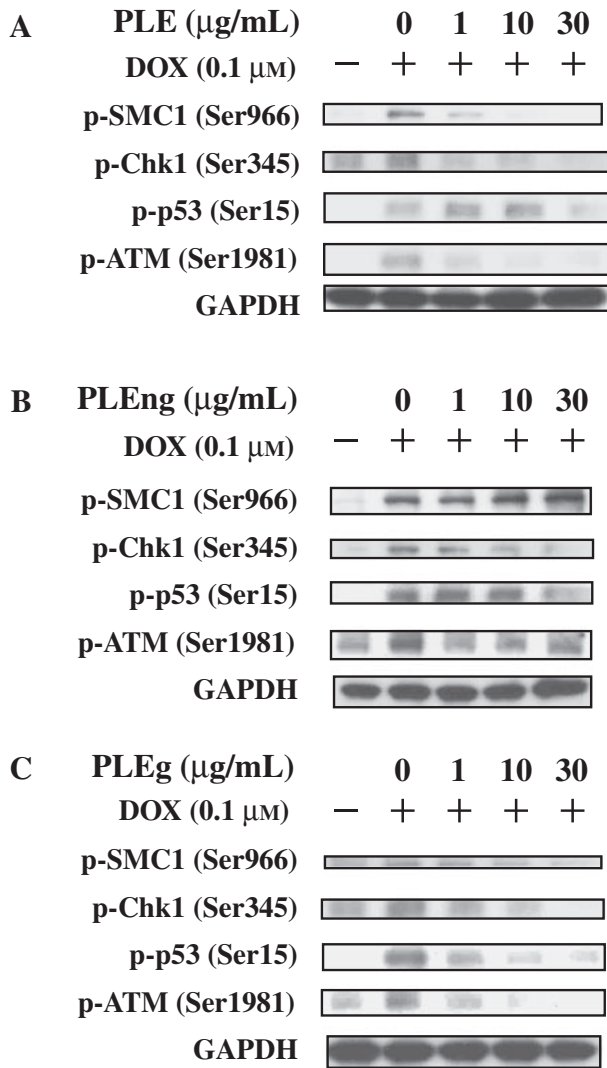 A PLE (μg/mL) 0 1 10 30
DOX (0.1 μM) − + + + +
p-SMC1 (Ser966)
p-Chk1 (Ser345)
p-p53 (Ser15)
p-ATM (Ser1981)
GAPDH
B PLEng (μg/mL) 0 1 10 30
DOX (0.1 μM) − + + + +
p-SMC1 (Ser966)
p-Chk1 (Ser345)
p-p53 (Ser15)
p-ATM (Ser1981)
GAPDH
C PLEg (μg/mL) 0 1 10 30
DOX (0.1 μM) − + + + +
p-SMC1 (Ser966)
p-Chk1 (Ser345)
p-p53 (Ser15)
p-ATM (Ser1981)
GAPDH